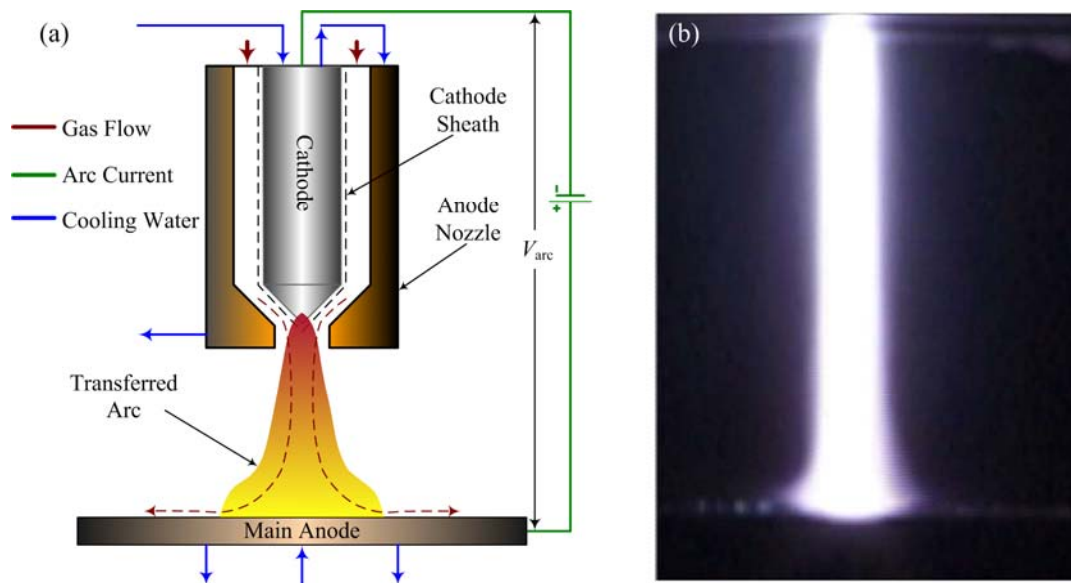 (a)
(b)
Gas Flow
Arc Current
Cooling Water
Cathode
Cathode
Sheath
Anode
Nozzle
-
+
Varc
Transferred
Arc
Main Anode